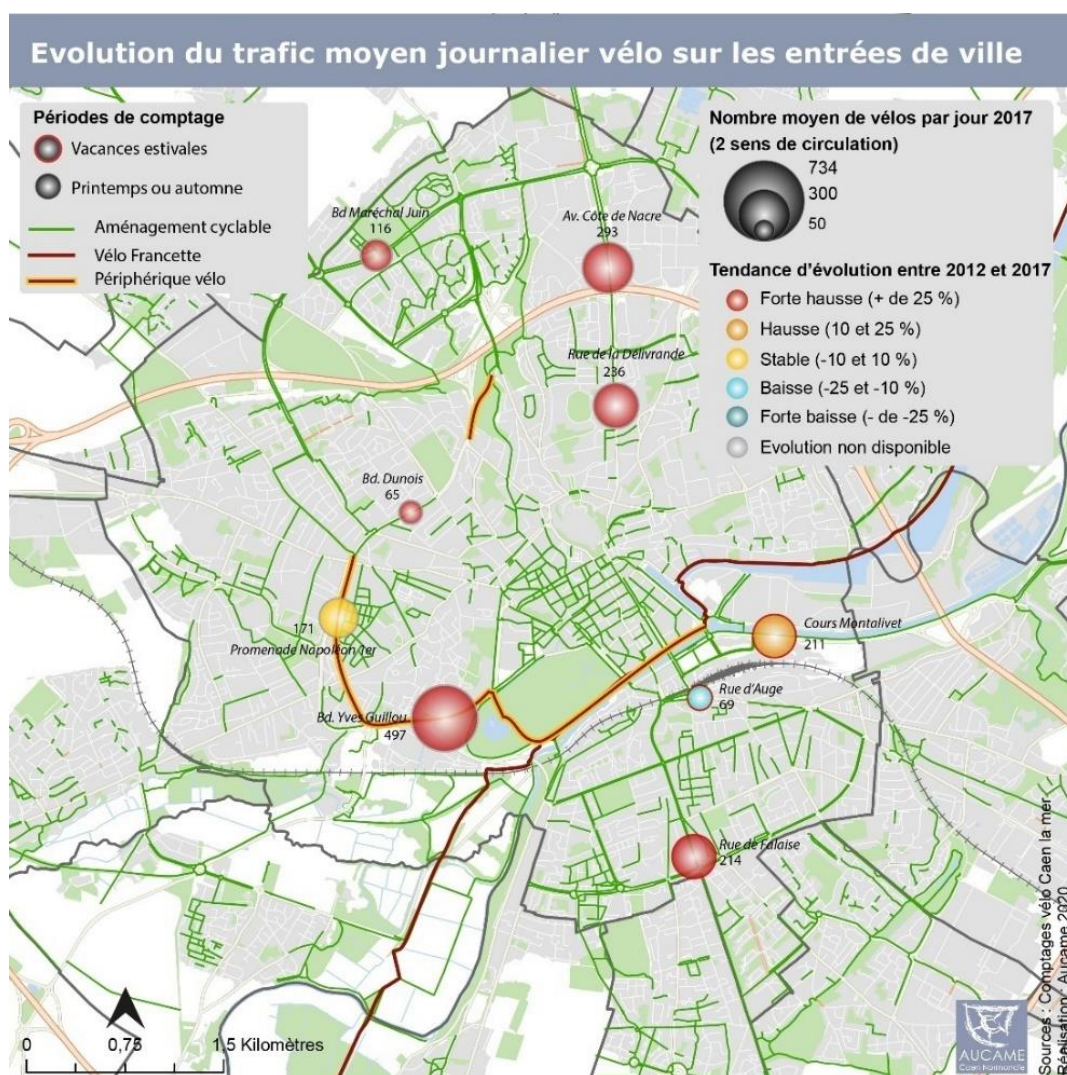 Evolution du trafic moyen journalier vélo sur les entrées de ville
Périodes de comptage
Vacances estivales
Printemps ou automne
Aménagement cyclable
Vélo Francette
Périphérique vélo
Nombre moyen de vélos par jour 2017
(2 sens de circulation)
734
300
50
Tendance d'évolution entre 2012 et 2017
Forte hausse (+ de 25 %)
Hausse (10 et 25 %)
Stable (-10 et 10 %)
Baisse (-25 et -10 %)
Forte baisse (- de -25 %)
Evolution non disponible
Bd Maréchal Juin
116
Av. Côte de Nacre
293
Rue de la Délivrande
236
Bd. Dunois
65
171
Promenade Napoléon 1er
Cours Montalivet
211
Rue d'Auge
69
Bd. Yves Guillou
497
Rue de Falaise
214
0
0,75
1,5 Kilomètres
AUCAME
Caen Normandie
Sources : Comptages vélo Caen la mer
Réalisation : Aucame 2020